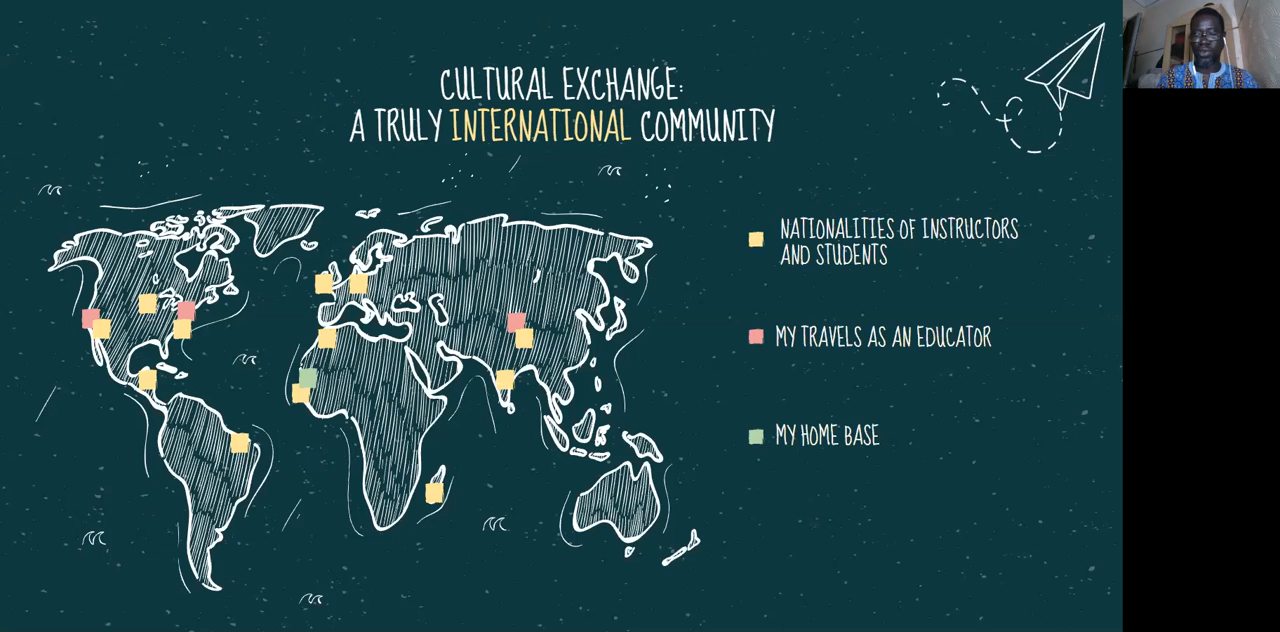 CULTURAL EXCHANGE:
A TRULY INTERNATIONAL COMMUNITY
NATIONALITIES OF INSTRUCTORS
AND STUDENTS
MY TRAVELS AS AN EDUCATOR
MY HOME BASE